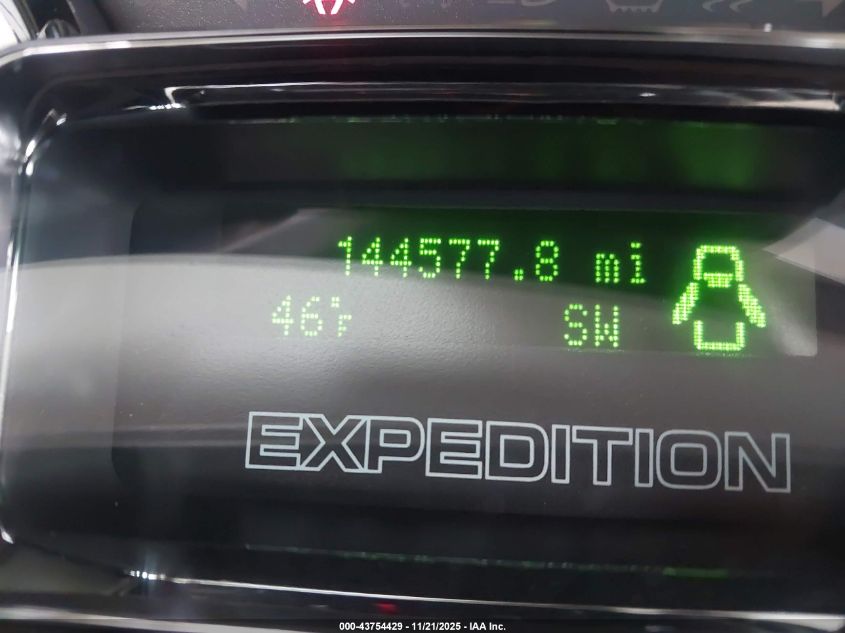 144577.8 mi
46°F SW
EXPEDITION
000-43754429 - 11/21/2025 - IAA Inc.